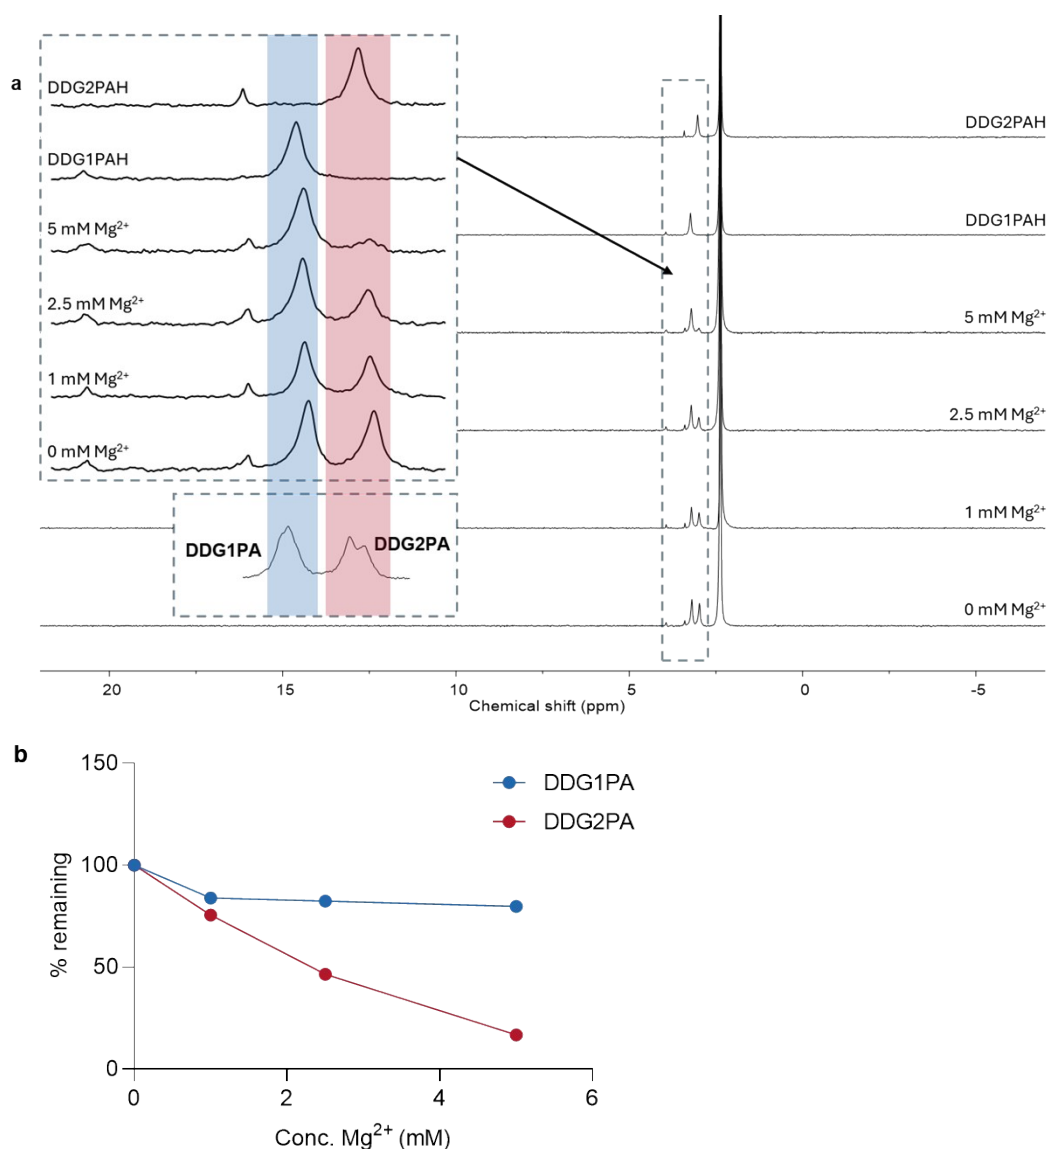 a
DDG2PAH
DDG1PAH
5 mM Mg²⁺
2.5 mM Mg²⁺
1 mM Mg²⁺
0 mM Mg²⁺
DDG1PA
DDG2PA
DDG2PAH
DDG1PAH
5 mM Mg²⁺
2.5 mM Mg²⁺
1 mM Mg²⁺
0 mM Mg²⁺
20 15 10 5 0 -5
Chemical shift (ppm)
b
150
100
50
0
% remaining
DDG1PA
DDG2PA
0 2 4 6
Conc. Mg²⁺ (mM)